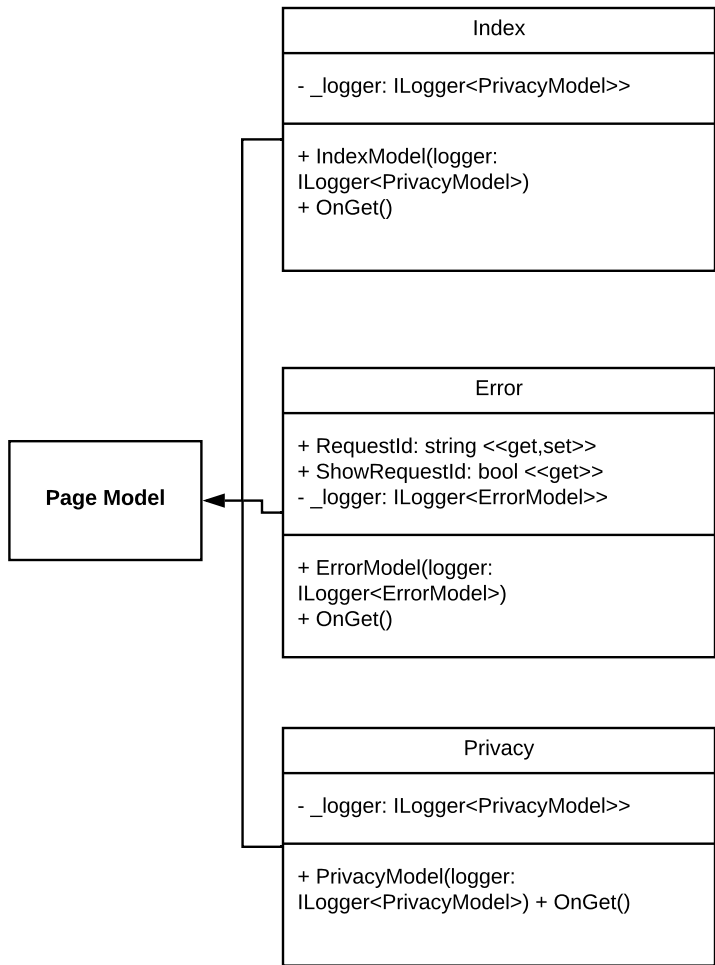 Index
- _logger: ILogger<PrivacyModel>>
+ IndexModel(logger:
ILogger<PrivacyModel>)
+ OnGet()
Error
+ RequestId: string <<get,set>>
+ ShowRequestId: bool <<get>>
- _logger: ILogger<ErrorModel>>
+ ErrorModel(logger:
ILogger<ErrorModel>)
+ OnGet()
Page Model
Privacy
- _logger: ILogger<PrivacyModel>>
+ PrivacyModel(logger:
ILogger<PrivacyModel>) + OnGet()